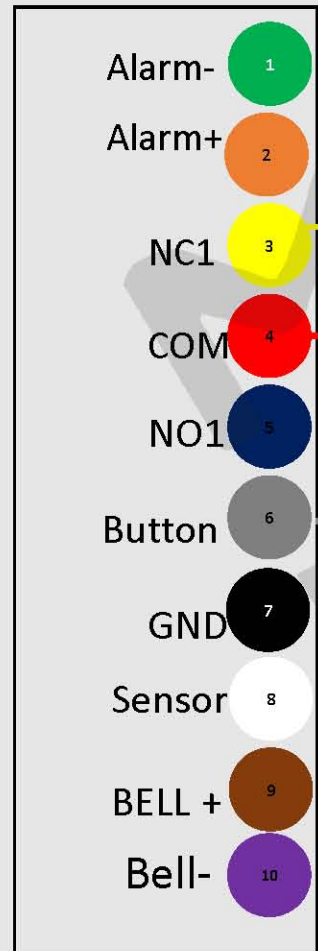 Alarm- 1
Alarm+ 2
NC1 3
COM 4
NO1 5
Button 6
GND 7
Sensor 8
BELL + 9
Bell- 10